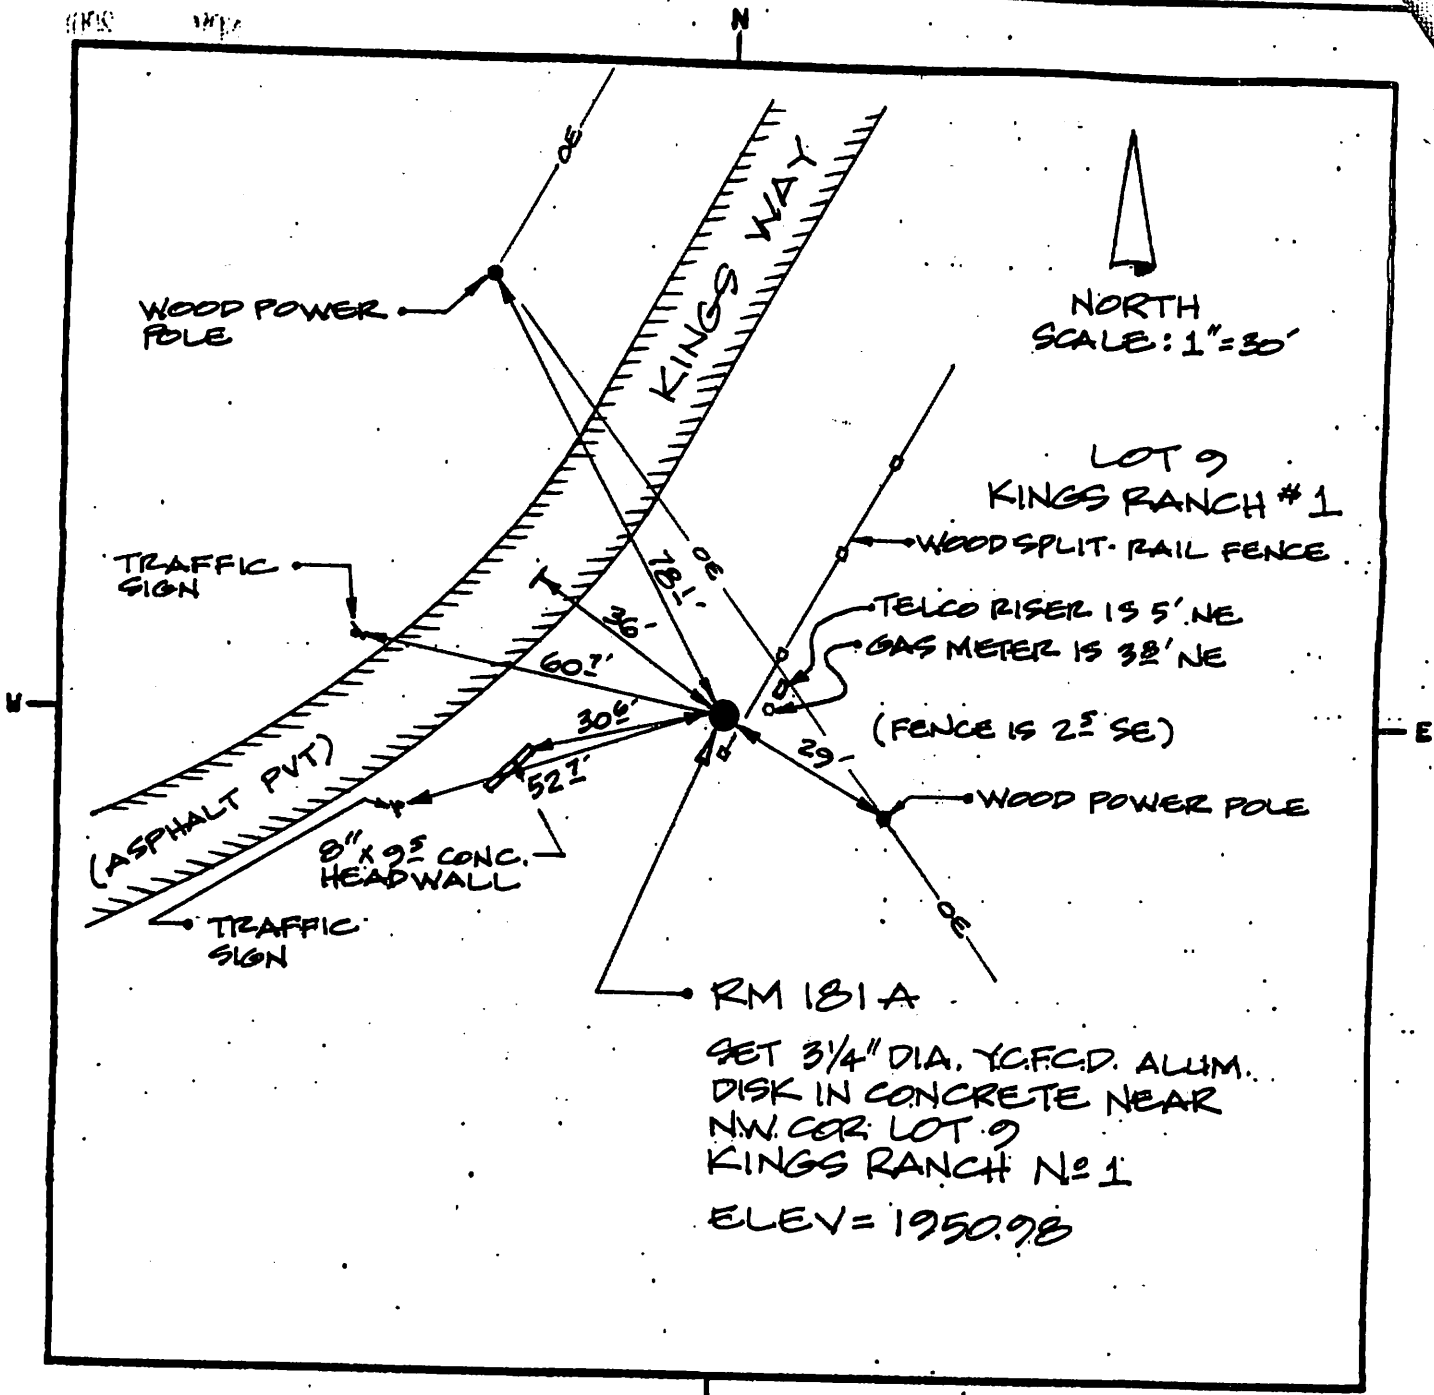 N
OE
KINGS WAY
WOOD POWER
POLE
NORTH
SCALE: 1"=30'
LOT 9
KINGS RANCH #1
WOOD SPLIT-RAIL FENCE
TRAFFIC
SIGN
OE
78.1'
TELCO RISER IS 5' NE
36'
GAS METER IS 3.8' NE
60.7'
W
30.6'
(FENCE IS 2.5 SE)
E
29'
52.7'
WOOD POWER POLE
(ASPHALT PVT)
8" X 9.5 CONC.
HEADWALL
TRAFFIC
SIGN
OE
RM 181A
SET 3 1/4" DIA. Y.C.F.C.D. ALUM.
DISK IN CONCRETE NEAR
N.W. COR. LOT 9
KINGS RANCH No 1
ELEV = 1950.98